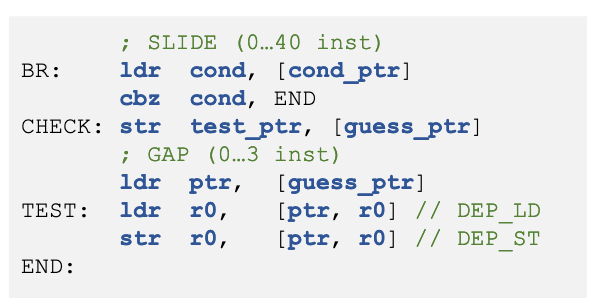 ; SLIDE (0…40 inst)
BR: ldr cond, [cond_ptr]
cbz cond, END
CHECK: str test_ptr, [guess_ptr]
; GAP (0…3 inst)
ldr ptr, [guess_ptr]
TEST: ldr r0, [ptr, r0] // DEP_LD
str r0, [ptr, r0] // DEP_ST
END: